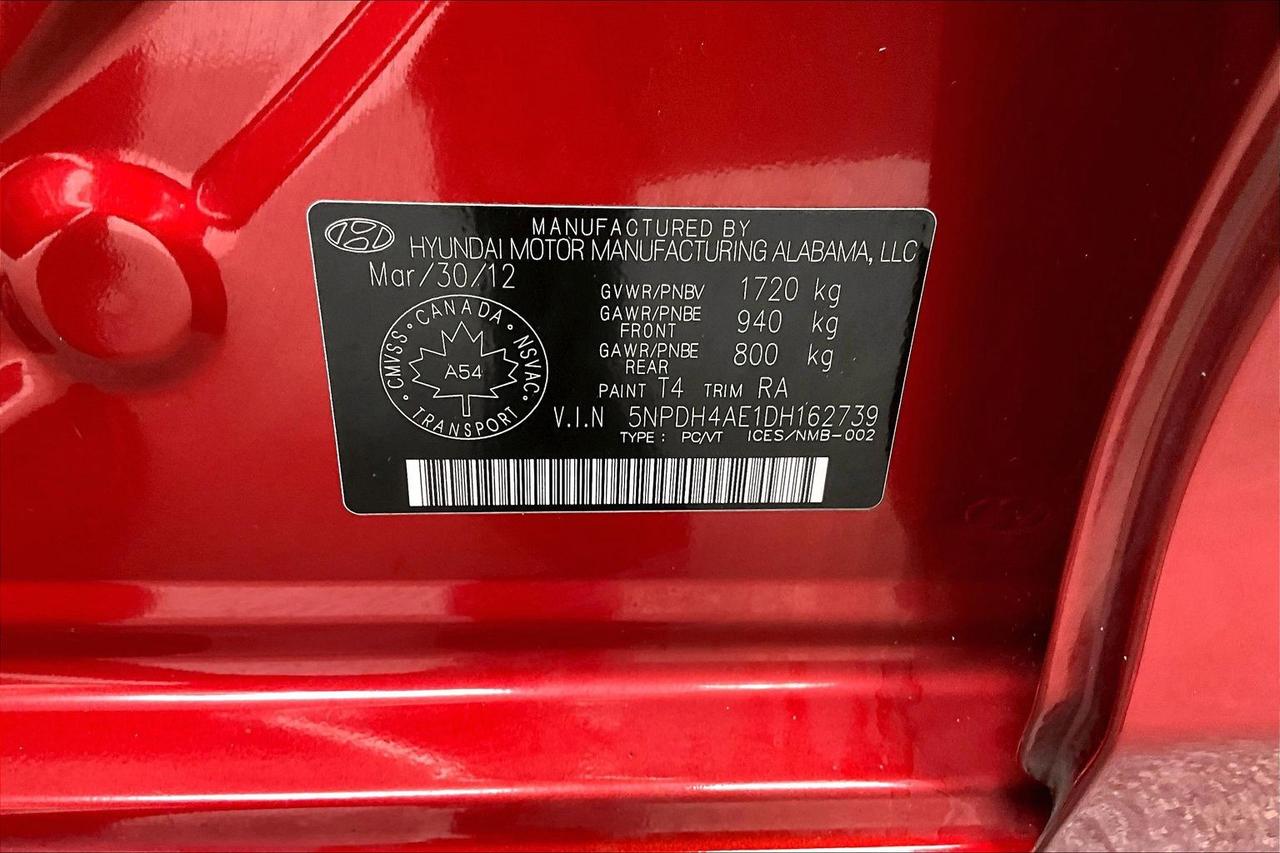 MANUFACTURED BY
HYUNDAI MOTOR MANUFACTURING ALABAMA, LLC
Mar/30/12
GVWR/PNBV 1720 kg
GAWR/PNBE FRONT 940 kg
GAWR/PNBE REAR 800 kg
CANADA • NSVAC • TRANSPORT • CMVSS •
A54
PAINT T4 TRIM RA
V.I.N 5NPDH4AE1DH162739
TYPE : PC/VT ICES/NMB-002